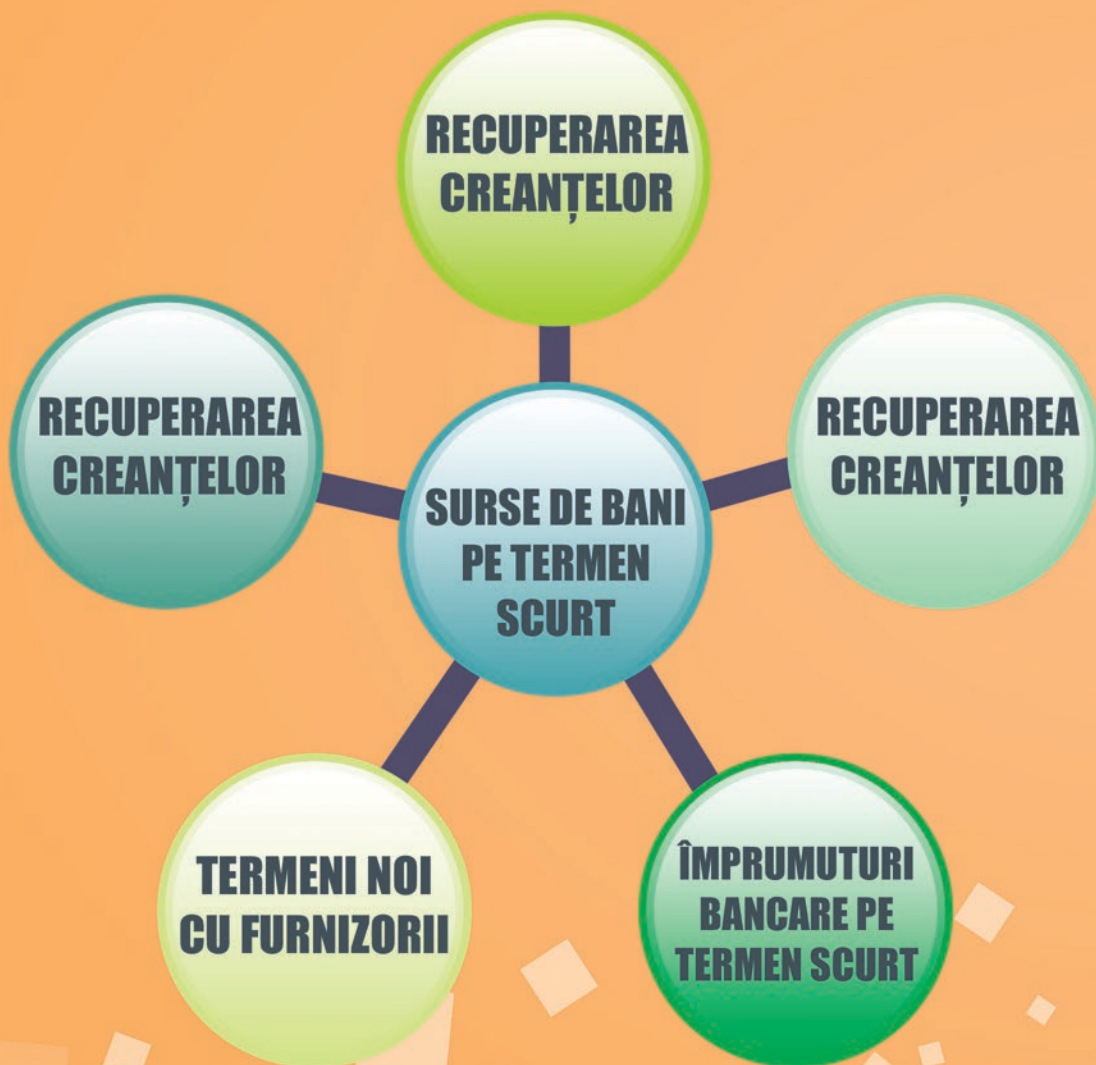 RECUPERAREA
CREANȚELOR
RECUPERAREA
CREANȚELOR
RECUPERAREA
CREANȚELOR
SURSE DE BANI
PE TERMEN
SCURT
TERMENI NOI
CU FURNIZORII
ÎMPRUMUTURI
BANCARE PE
TERMEN SCURT